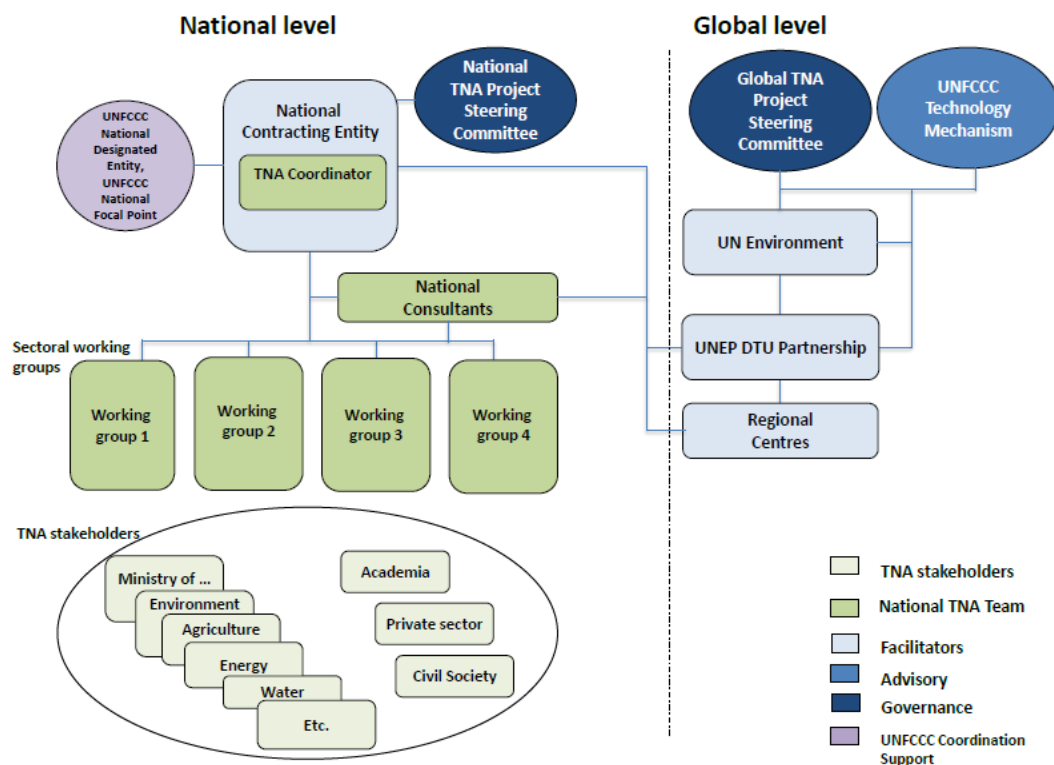 National level
Global level
National
TNA Project
Steering
Committee
National
Contracting Entity
TNA Coordinator
UNFCCC
National
Designated
Entity,
UNFCCC
National
Focal Point
Global TNA
Project
Steering
Committee
UNFCCC
Technology
Mechanism
UN Environment
National
Consultants
UNEP DTU Partnership
Sectoral working
groups
Working
group 1
Working
group 2
Working
group 3
Working
group 4
Regional
Centres
TNA stakeholders
Ministry of ...
Environment
Agriculture
Energy
Water
Etc.
Academia
Private sector
Civil Society
TNA stakeholders
National TNA Team
Facilitators
Advisory
Governance
UNFCCC Coordination
Support